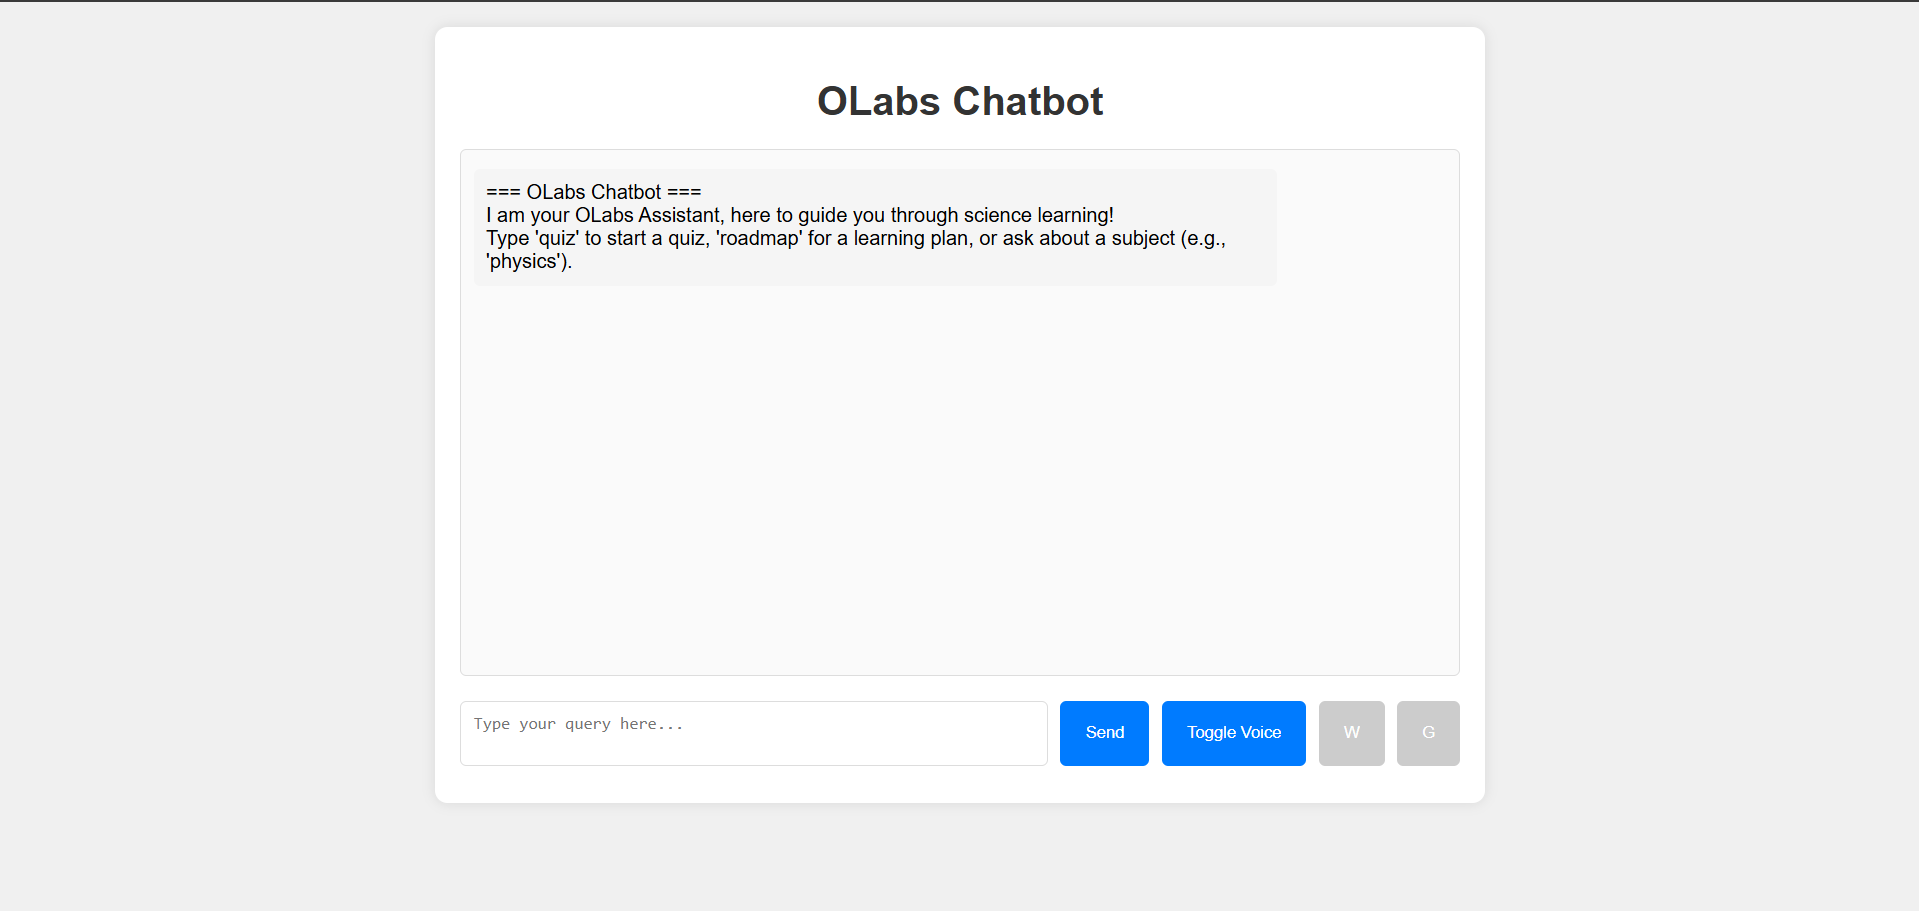 OLabs Chatbot
=== OLabs Chatbot ===
I am your OLabs Assistant, here to guide you through science learning!
Type 'quiz' to start a quiz, 'roadmap' for a learning plan, or ask about a subject (e.g.,
'physics').
Type your query here...
Send
Toggle Voice
W
G